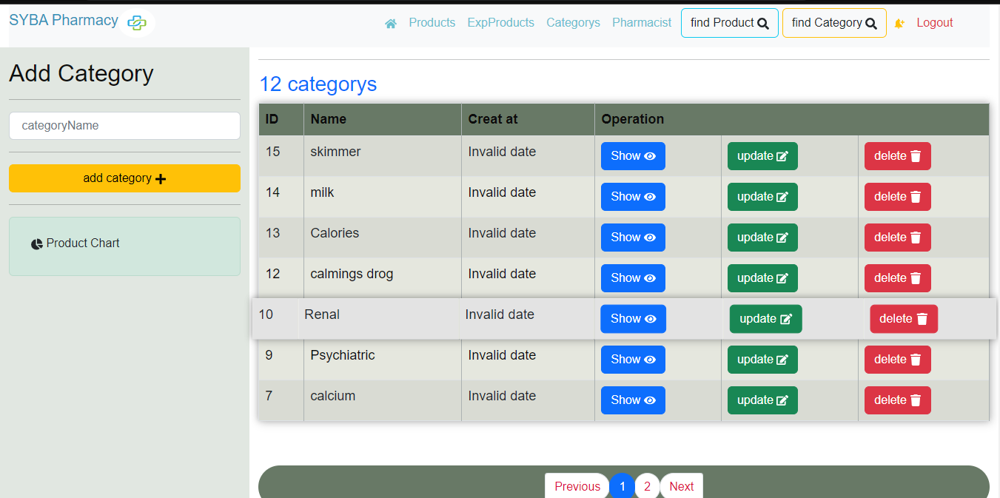 SYBA Pharmacy
Products ExpProducts Categorys Pharmacist find Product find Category Logout
Add Category
categoryName
add category
Product Chart
12 categorys
ID Name Creat at Operation
15 skimmer Invalid date Show update delete
14 milk Invalid date Show update delete
13 Calories Invalid date Show update delete
12 calmings drog Invalid date Show update delete
10 Renal Invalid date Show update delete
9 Psychiatric Invalid date Show update delete
7 calcium Invalid date Show update delete
Previous 1 2 Next